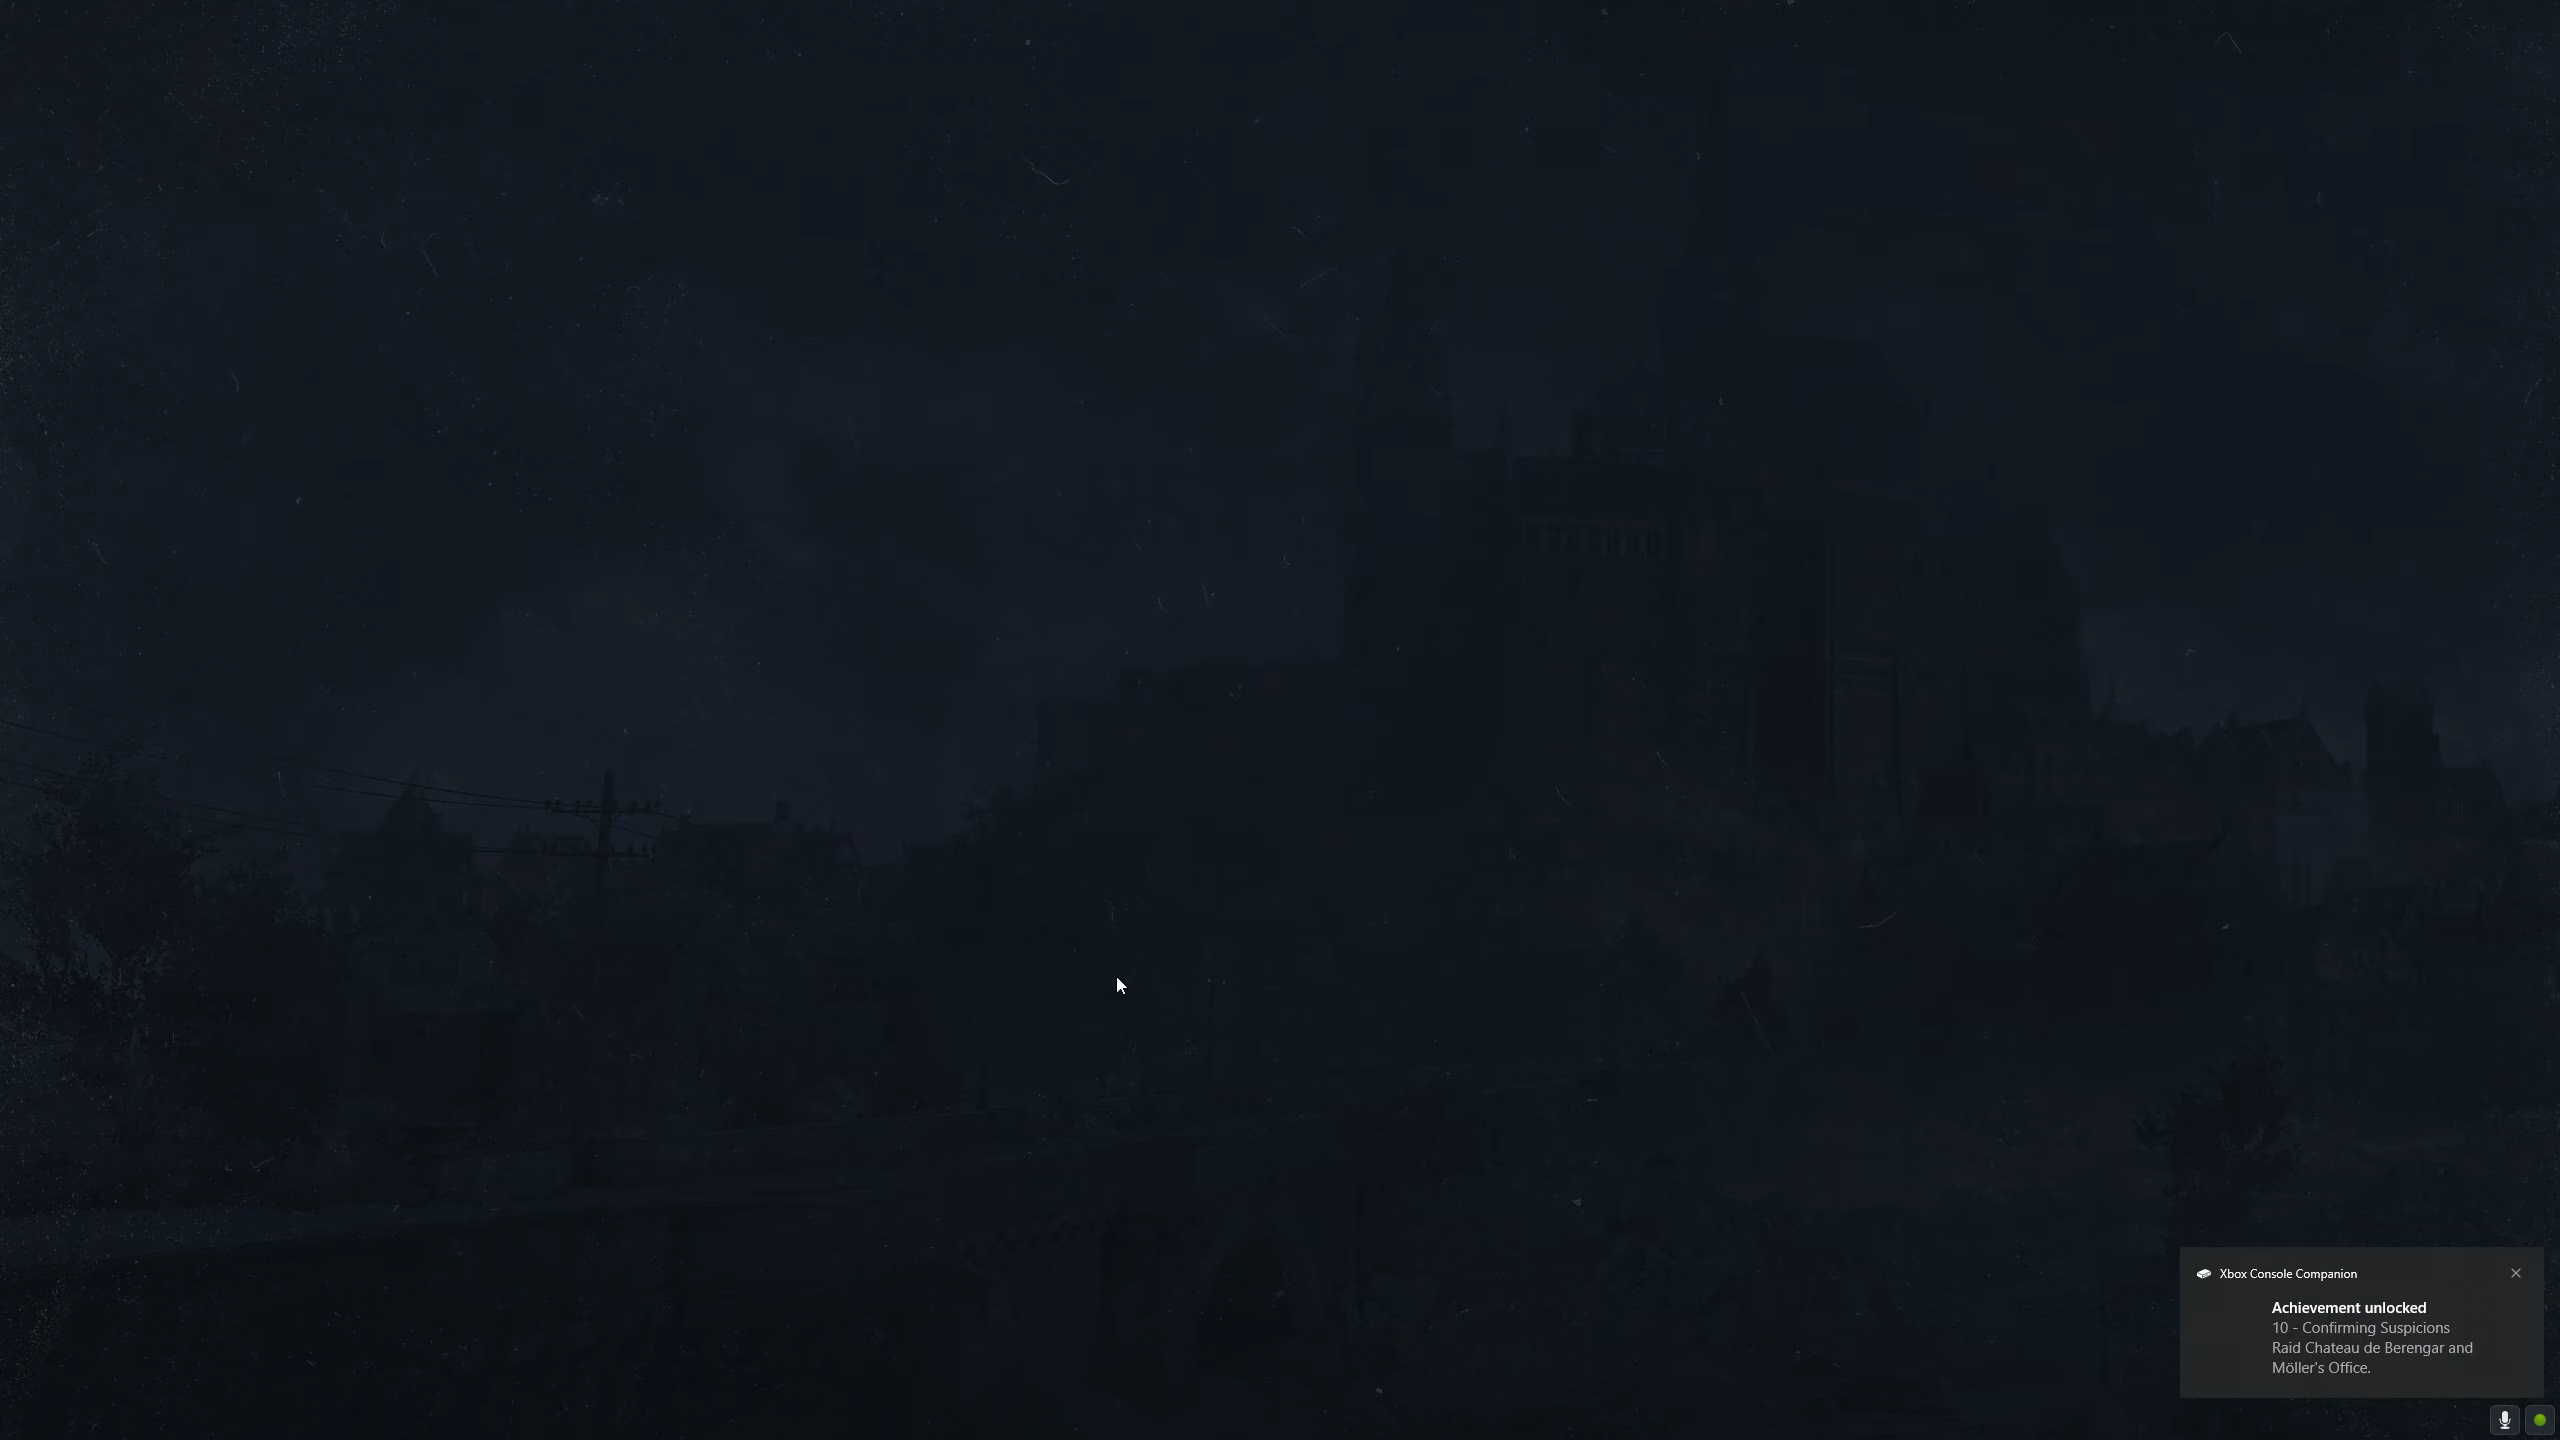 Xbox Console Companion
Achievement unlocked
10 - Confirming Suspicions
Raid Chateau de Berengar and
Möller's Office.